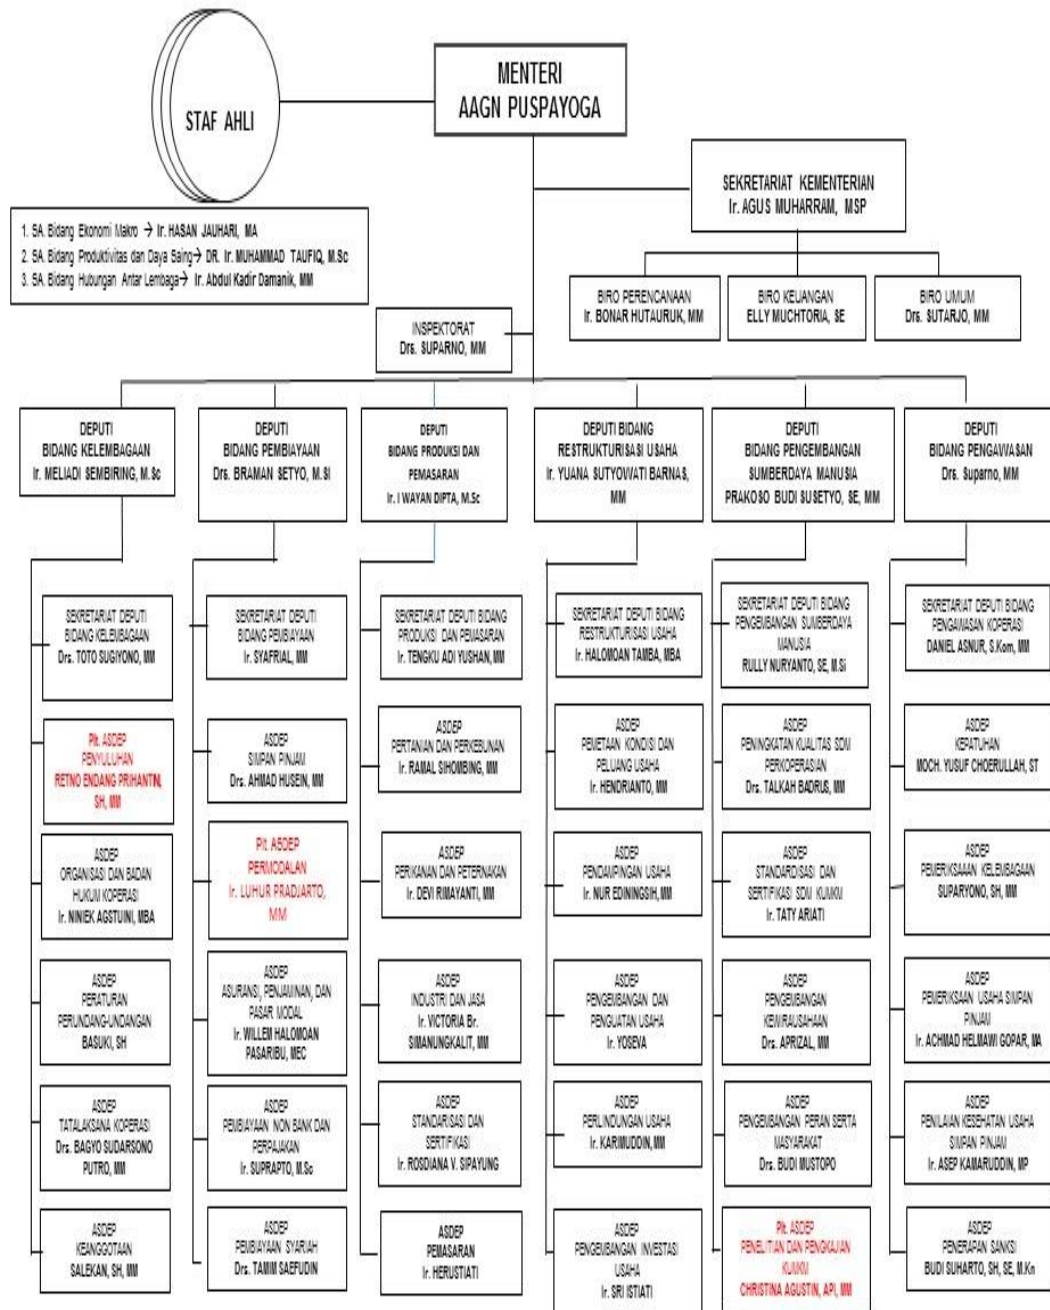 MENTERI
AAGN PUSPAYOGA
STAF AHLI
SEKRETARIAT KEMENTERIAN
Ir. AGUS MUHARRAM, MSP
1. SA. Bidang Ekonomi Makro → Ir. HASAN JAUHARI, MA
2. SA. Bidang Produktivitas dan Daya Saing→ DR. Ir. MUHAMMAD TAUFIQ, M.Sc
3. SA. Bidang Hubungan Antar Lembaga→ Ir. Abdul Kadir Damanik, MM
BIRO PERENCANAAN
Ir. BONAR HUTAURUK, MM
BIRO KEUANGAN
ELLY MUCHTORIA, SE
BIRO UMUM
Drs. SUTARJO, MM
INSPEKTORAT
Drs. SUPARNO, MM
DEPUTI
BIDANG KELEMBAGAAN
Ir. MELIADI SEMBIRING, M.Sc
DEPUTI
BIDANG PEMBIAYAAN
Drs. BRAMAN SETYO, M.SI
DEPUTI
BIDANG PRODUKSI DAN
PEMASARAN
Ir. I WAYAN DIPTA, M.Sc
DEPUTI BIDANG
RESTRUKTURISASI USAHA
Ir. YUANA SUTYOWATI BARNAS,
MM
DEPUTI
BIDANG PENGEMBANGAN
SUMBERDAYA MANUSIA
PRAKOSO BUDI SUSETYO, SE, MM
DEPUTI
BIDANG PENGAWASAN
Drs. Suparno, MM
SEKRETARIAT DEPUTI
BIDANG KELEMBAGAAN
Drs. TOTO SUGIYONO, MM
SEKRETARIAT DEPUTI
BIDANG PEMBIAYAAN
Ir. SYAFRIAL, MM
SEKRETARIAT DEPUTI BIDANG
PRODUKSI DAN PEMASARAN
Ir. TENGKU ADI YUSHAN, MM
SEKRETARIAT DEPUTI BIDANG
RESTRUKTURISASI USAHA
Ir. HALOMOAN TAMBA, MBA
SEKRETARIAT DEPUTI BIDANG
PENGEMBANGAN SUMBERDAYA
MANUSIA
RULLY NURYANTO, SE, M.Si
SEKRETARIAT DEPUTI BIDANG
PENGAWASAN KOPERASI
DANIEL ASNUR, S.Kom, MM
Plt. ASDEP
PENYULUHAN
RETNO ENDANG PRIHANTIN,
SH, MM
ASDEP
SIMPAN PINJAM
Drs. AHMAD HUSEIN, MM
ASDEP
PERTANIAN DAN PERKEBUNAN
Ir. RAMAL SIHOMBING, MM
ASDEP
PEMETAAN KONDISI DAN
PELUANG USAHA
Ir. HENDRIANTO, MM
ASDEP
PENINGKATAN KUALITAS SDM
PERKOPERASIAN
Drs. TALKAH BADRUS, MM
ASDEP
KEPATUHAN
MOCH. YUSUF CHOERULLAH, ST
ASDEP
ORGANISASI DAN BADAN
HUKUM KOPERASI
Ir. NINIEK AGSTUINI, MBA
Plt. ASDEP
PERMODALAN
Ir. LUHUR PRADJARTO,
MM
ASDEP
PERIKANAN DAN PETERNAKAN
Ir. DEVI RIMAYANTI, MM
ASDEP
PENDAMPINGAN USAHA
Ir. NUR EDININGSIH, MM
ASDEP
STANDARDISASI DAN
SERTIFIKASI SDM KUMKM
Ir. TATY ARIATI
ASDEP
PEMERIKSAAAN KELEMBAGAAN
SUPARYONO, SH, MM
ASDEP
PERATURAN
PERUNDANG-UNDANGAN
BASUKI, SH
ASDEP
ASURANSI, PENJAMINAN, DAN
PASAR MODAL
Ir. WILLEM HALOMOAN
PASARIBU, MEC
ASDEP
INDUSTRI DAN JASA
Ir. VICTORIA Br.
SIMANUNGKALIT, MM
ASDEP
PENGEMBANGAN DAN
PENGUATAN USAHA
Ir. YOSEVA
ASDEP
PENGEMBANGAN
KEWIRAUSAHAAN
Drs. APRIZAL, MM
ASDEP
PEMERIKSAAN USAHA SIMPAN
PINJAM
Ir. ACHMAD HELMAWI GOPAR, MA
ASDEP
TATALAKSANA KOPERASI
Drs. BAGYO SUDARSONO
PUTRO, MM
ASDEP
PEMBIAYAAN NON BANK DAN
PERPAJAKAN
Ir. SUPRAPTO, M.Sc
ASDEP
STANDARISASI DAN
SERTIFIKASI
Ir. ROSDIANA V. SIPAYUNG
ASDEP
PERLINDUNGAN USAHA
Ir. KARIMUDDIN, MM
ASDEP
PENGEMBANGAN PERAN SERTA
MASYARAKAT
Drs. BUDI MUSTOPO
ASDEP
PENILAIAN KESEHATAN USAHA
SIMPAN PINJAM
Ir. ASEP KAMARUDDIN, MP
ASDEP
KEANGGOTAAN
SALEKAN, SH, MM
ASDEP
PEMBIAYAAN SYARIAH
Drs. TAMIM SAEFUDIN
ASDEP
PEMASARAN
Ir. HERUSTIATI
ASDEP
PENGEMBANGAN INVESTASI
USAHA
Ir. SRI ISTIATI
Plt. ASDEP
PENELITIAN DAN PENGKAJIAN
KUMKM
CHRISTINA AGUSTIN, API, MM
ASDEP
PENERAPAN SANKSI
BUDI SUHARTO, SH, SE, M.Kn